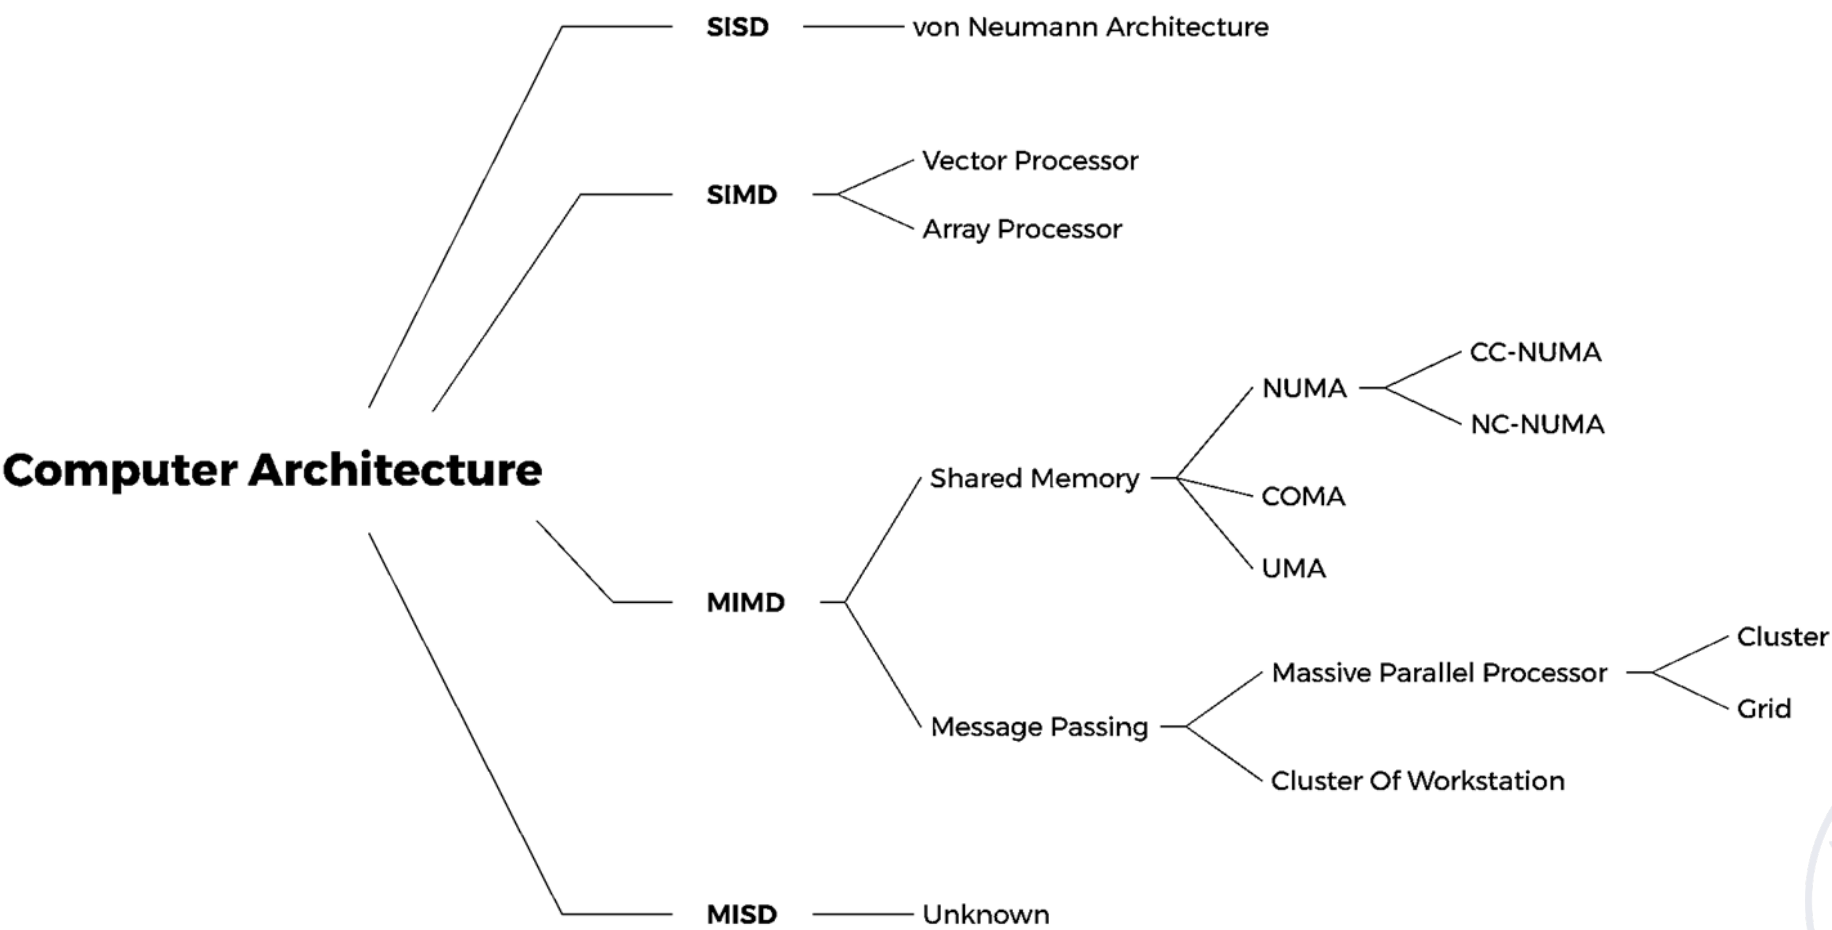 SISD
von Neumann Architecture
SIMD
Vector Processor
Array Processor
Computer Architecture
MIMD
Shared Memory
NUMA
CC-NUMA
NC-NUMA
COMA
UMA
Message Passing
Massive Parallel Processor
Cluster
Grid
Cluster Of Workstation
MISD
Unknown